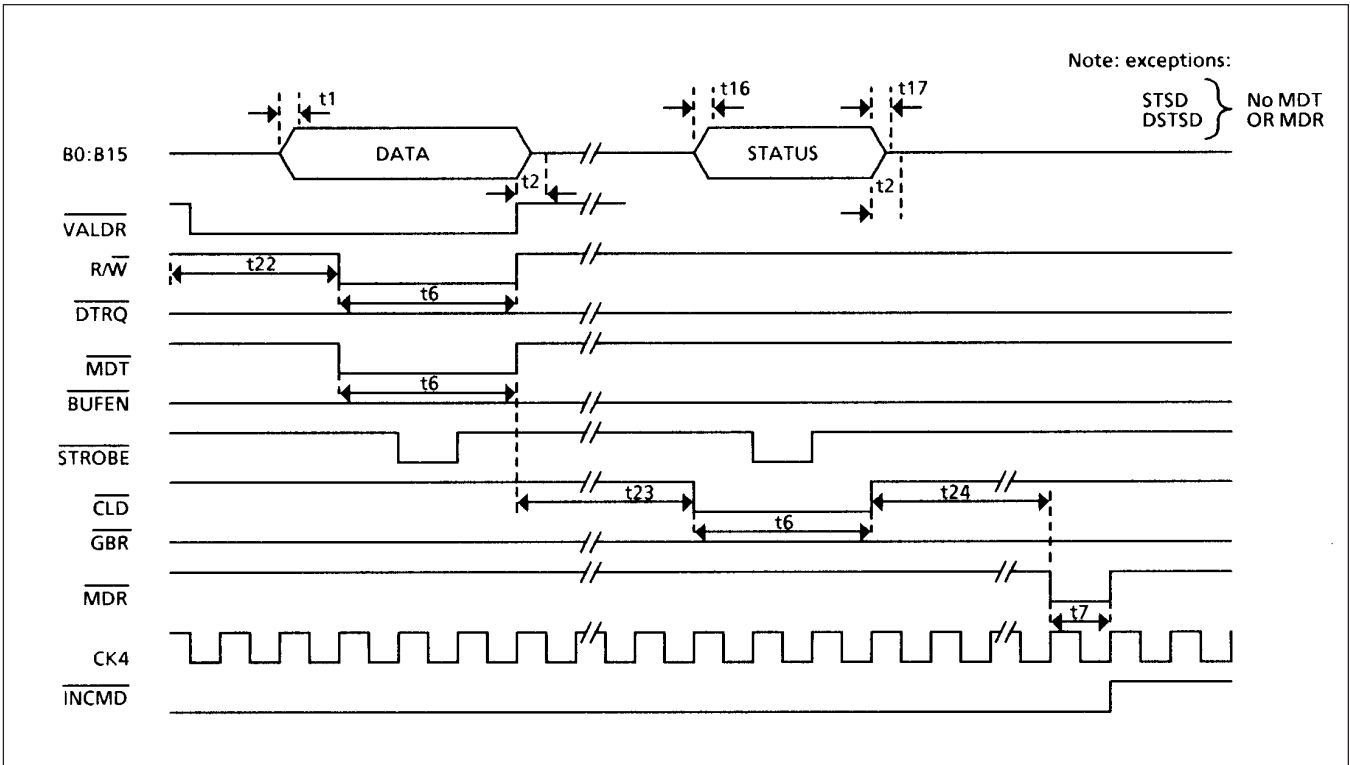 Note: exceptions:
STSD
DSTSD
No MDT
OR MDR
t1
t16
t17
B0:B15
DATA
STATUS
t2
t2
VALDR
R/W
t22
t6
DTRQ
MDT
t6
BUFEN
STROBE
CLD
t23
t24
t6
GBR
MDR
t7
CK4
INCMD